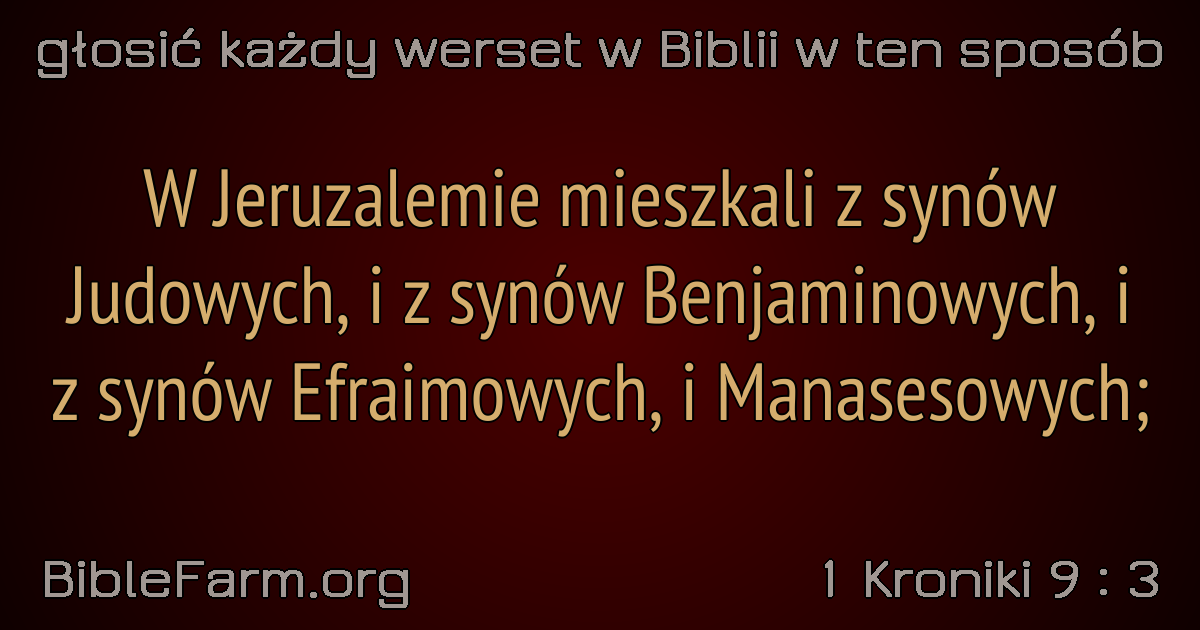 głosić każdy werset w Biblii w ten sposób
W Jeruzalemie mieszkali z synów
Judowych, i z synów Benjaminowych, i
z synów Efraimowych, i Manasesowych;
BibleFarm.org
1 Kroniki 9 : 3